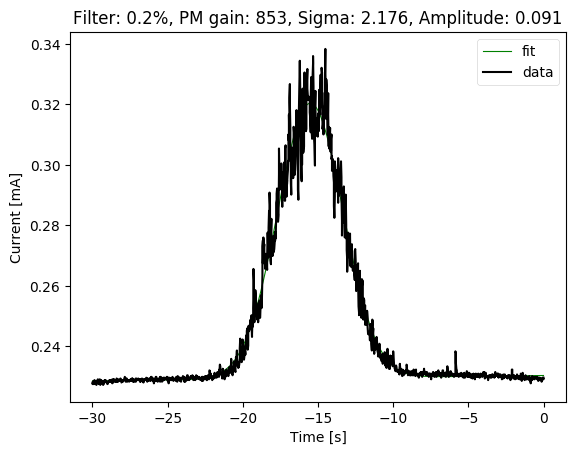 Filter: 0.2%, PM gain: 853, Sigma: 2.176, Amplitude: 0.091
fit
data
0.34
0.32
0.30
0.28
0.26
0.24
Current [mA]
−30
−25
−20
−15
−10
−5
0
Time [s]